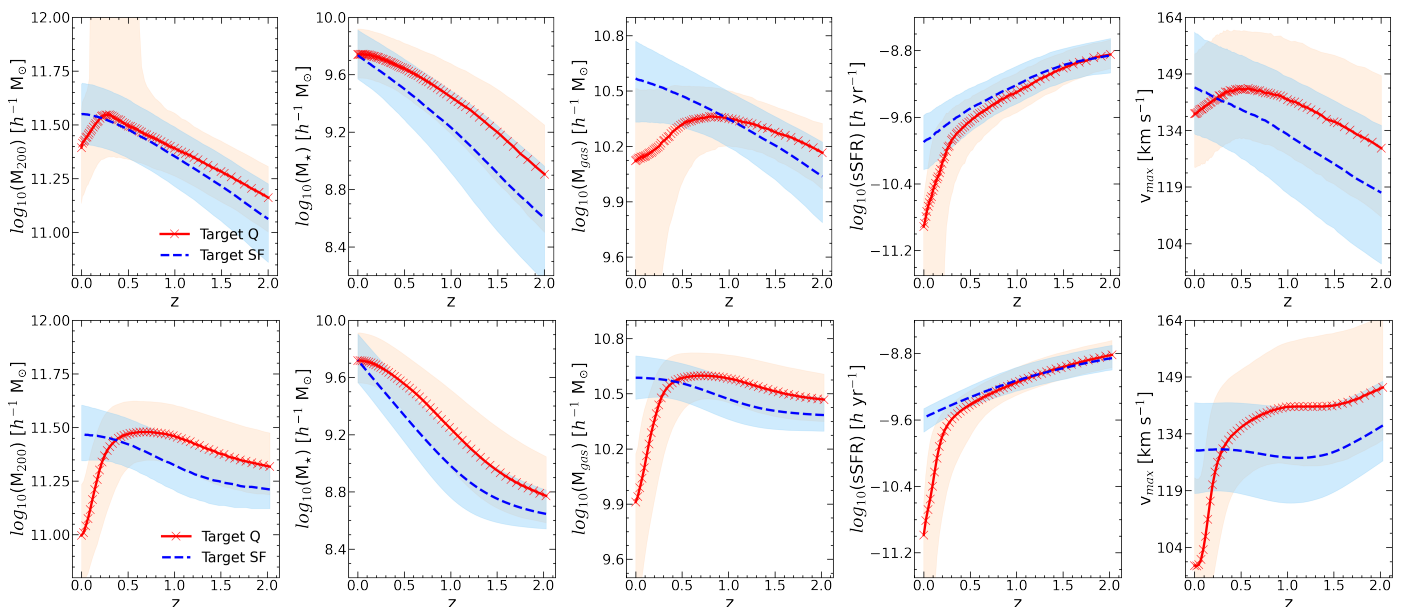 12.00
11.75
11.50
11.25
11.00
log₁₀(M₂₀₀) [h⁻¹ M⊙]
0.0 0.5 1.0 1.5 2.0
z
Target Q
Target SF
10.0
9.6
9.2
8.8
8.4
log₁₀(M⋆) [h⁻¹ M⊙]
0.0 0.5 1.0 1.5 2.0
z
10.8
10.5
10.2
9.9
9.6
log₁₀(M_gas) [h⁻¹ M⊙]
0.0 0.5 1.0 1.5 2.0
z
−8.8
−9.6
−10.4
−11.2
log₁₀(sSFR) [h yr⁻¹]
0.0 0.5 1.0 1.5 2.0
z
164
149
134
119
104
v_max [km s⁻¹]
0.0 0.5 1.0 1.5 2.0
z
12.00
11.75
11.50
11.25
11.00
log₁₀(M₂₀₀) [h⁻¹ M⊙]
0.0 0.5 1.0 1.5 2.0
z
Target Q
Target SF
10.0
9.6
9.2
8.8
8.4
log₁₀(M⋆) [h⁻¹ M⊙]
0.0 0.5 1.0 1.5 2.0
z
10.8
10.5
10.2
9.9
9.6
log₁₀(M_gas) [h⁻¹ M⊙]
0.0 0.5 1.0 1.5 2.0
z
−8.8
−9.6
−10.4
−11.2
log₁₀(sSFR) [h yr⁻¹]
0.0 0.5 1.0 1.5 2.0
z
164
149
134
119
104
v_max [km s⁻¹]
0.0 0.5 1.0 1.5 2.0
z